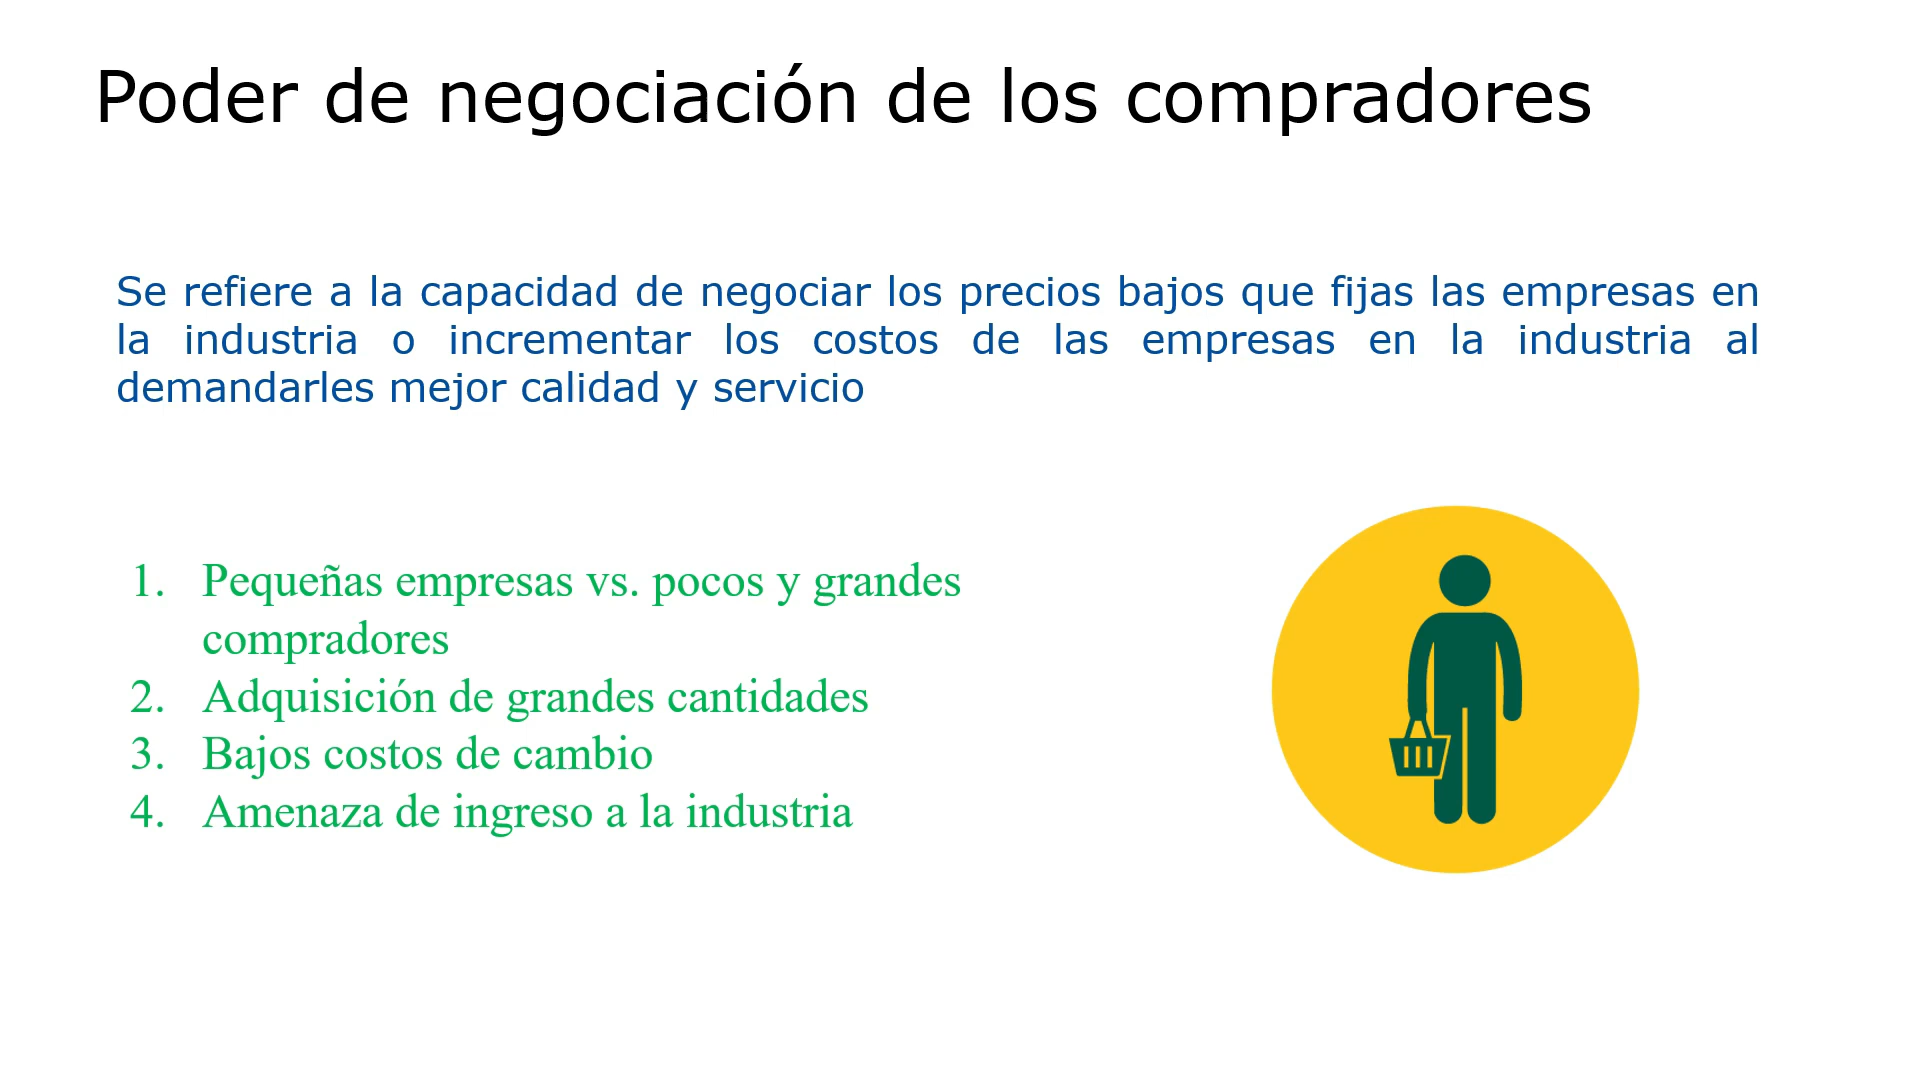 Poder de negociación de los compradores
Se refiere a la capacidad de negociar los precios bajos que fijas las empresas en
la industria o incrementar los costos de las empresas en la industria al
demandarles mejor calidad y servicio
1. Pequeñas empresas vs. pocos y grandes
compradores
2. Adquisición de grandes cantidades
3. Bajos costos de cambio
4. Amenaza de ingreso a la industria